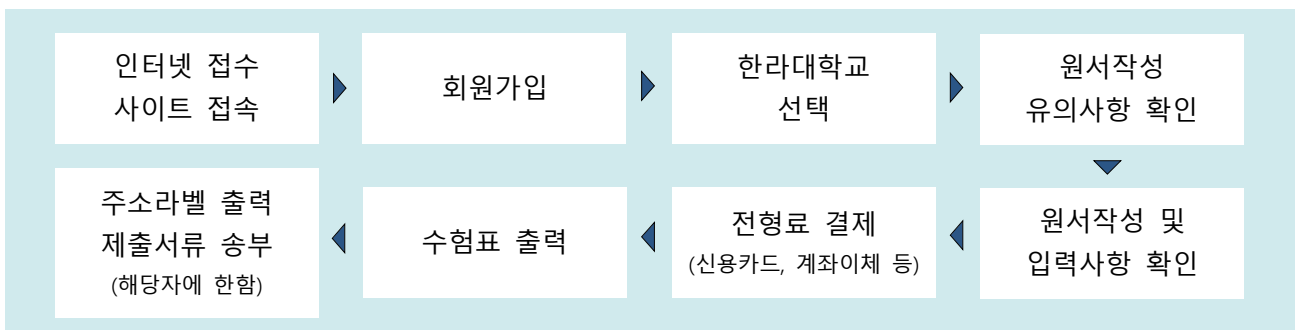 인터넷 접수
사이트 접속
회원가입
한라대학교
선택
원서작성
유의사항 확인
원서작성 및
입력사항 확인
전형료 결제
(신용카드, 계좌이체 등)
수험표 출력
주소라벨 출력
제출서류 송부
(해당자에 한함)